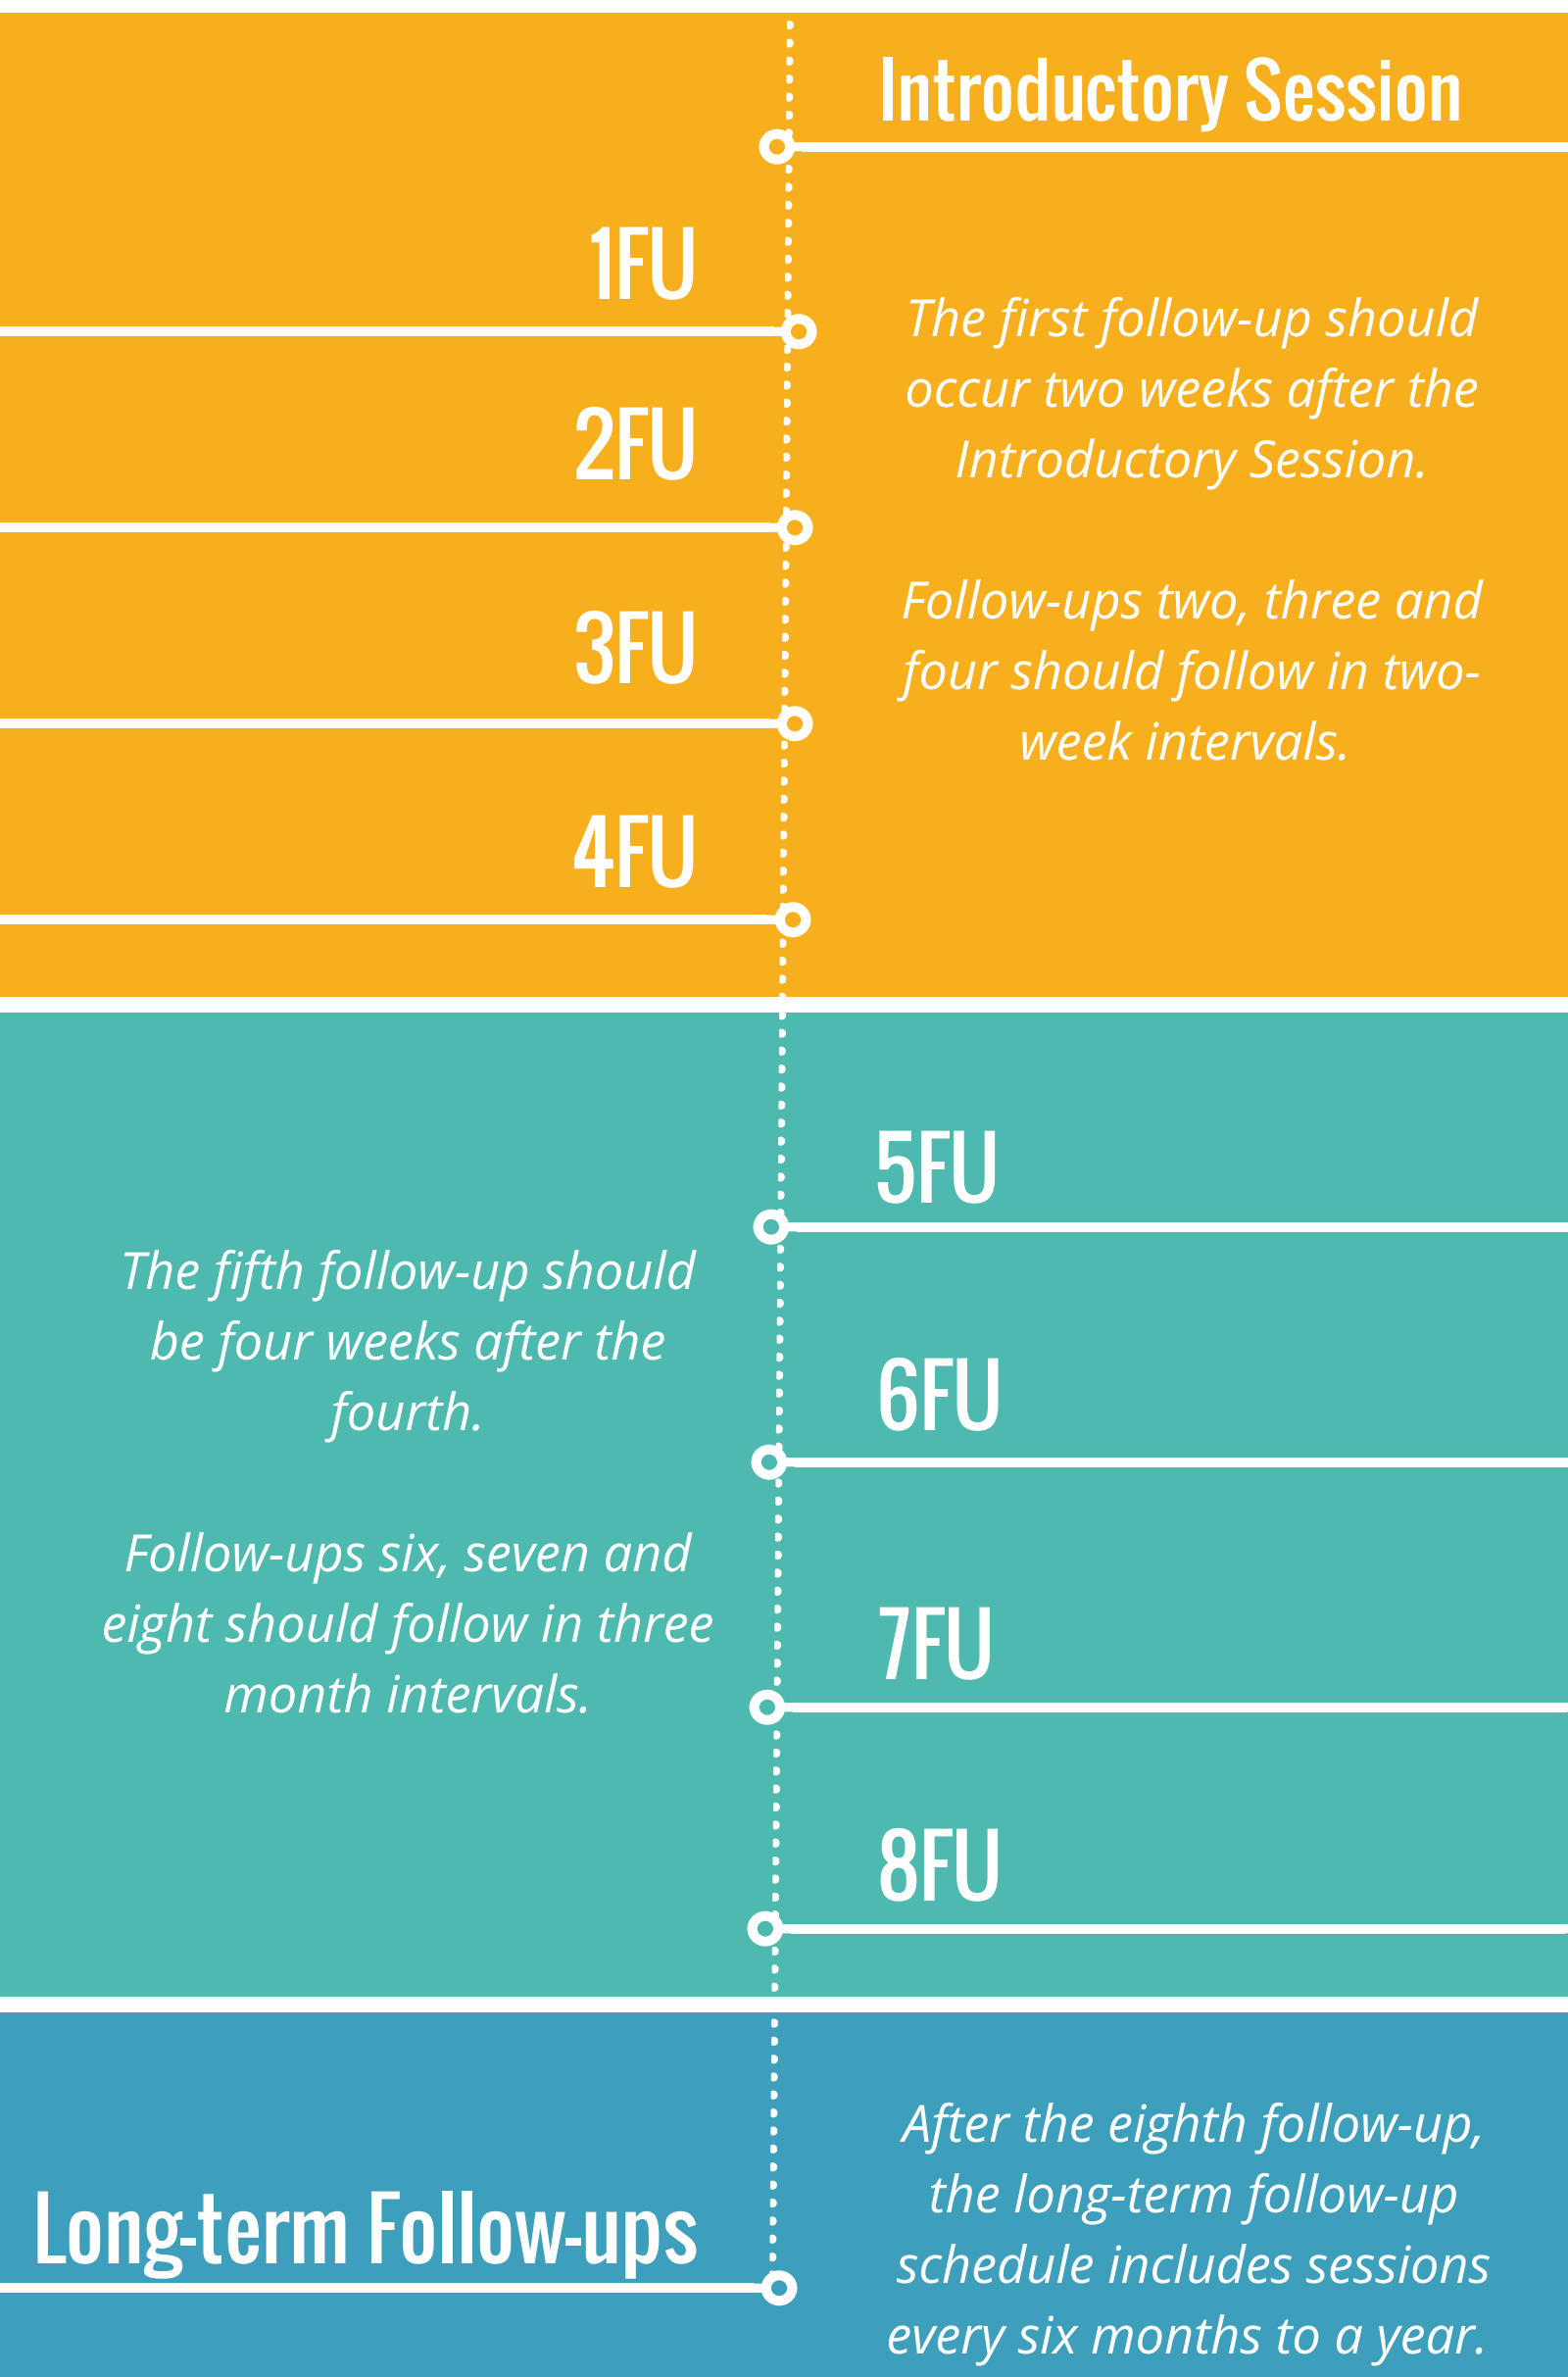 Introductory Session
1FU
The first follow-up should
occur two weeks after the
Introductory Session.
2FU
Follow-ups two, three and
four should follow in two-
week intervals.
3FU
4FU
5FU
The fifth follow-up should
be four weeks after the
fourth.
6FU
Follow-ups six, seven and
eight should follow in three
month intervals.
7FU
8FU
Long-term Follow-ups
After the eighth follow-up,
the long-term follow-up
schedule includes sessions
every six months to a year.